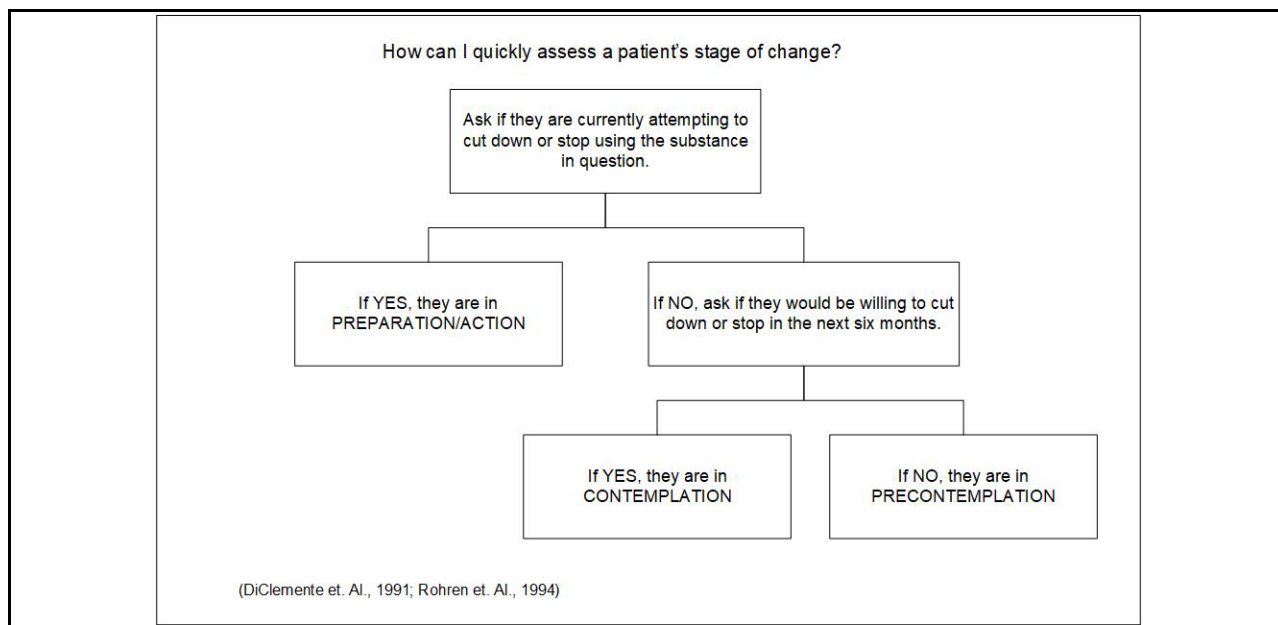 How can I quickly assess a patient's stage of change?
Ask if they are currently attempting to
cut down or stop using the substance
in question.
If YES, they are in
PREPARATION/ACTION
If NO, ask if they would be willing to cut
down or stop in the next six months.
If YES, they are in
CONTEMPLATION
If NO, they are in
PRECONTEMPLATION
(DiClemente et. Al., 1991; Rohren et. Al., 1994)